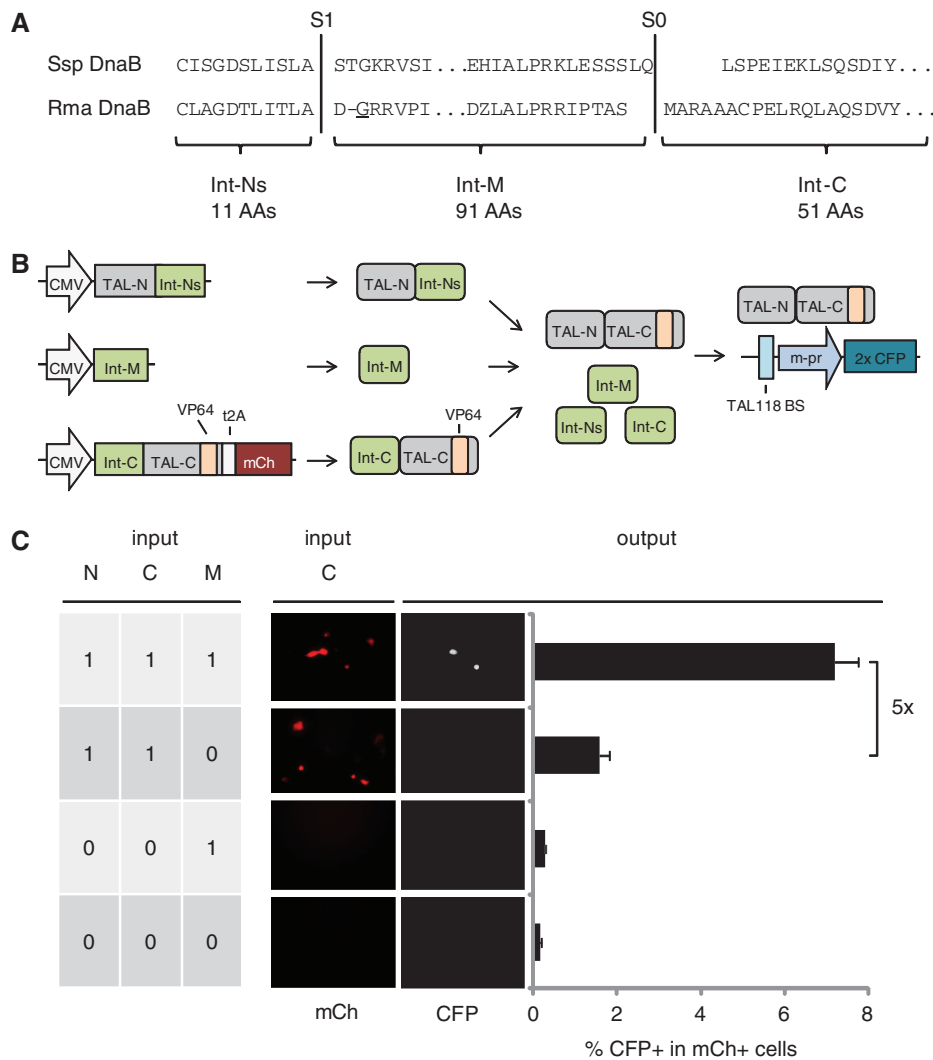 A
S1
S0
Ssp DnaB
CISGDSLISLA
STGKRVSI...EHIALPRKLESSSLQ
LSPEIEKLSQSDIY...
Rma DnaB
CLAGDTLITLA
D-GRRVPI...DZLALPRRIPTAS
MARAAACPELRQLAQSDVY...
Int-Ns
11 AAs
Int-M
91 AAs
Int-C
51 AAs
B
CMV
TAL-N
Int-Ns
TAL-N
Int-Ns
CMV
Int-M
Int-M
VP64
t2A
CMV
Int-C
TAL-C
mCh
VP64
Int-C
TAL-C
TAL-N
TAL-C
Int-M
Int-Ns
Int-C
TAL-N
TAL-C
m-pr
2x CFP
TAL118 BS
C
input
input
output
N
C
M
C
1
1
1
5x
1
1
0
0
0
1
0
0
0
mCh
CFP
0
2
4
6
8
% CFP+ in mCh+ cells